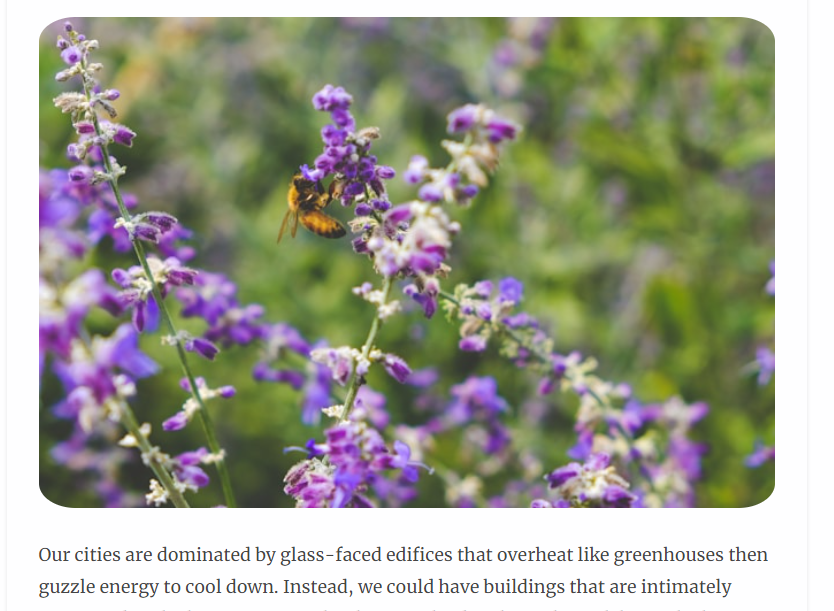 Our cities are dominated by glass-faced edifices that overheat like greenhouses then
guzzle energy to cool down. Instead, we could have buildings that are intimately